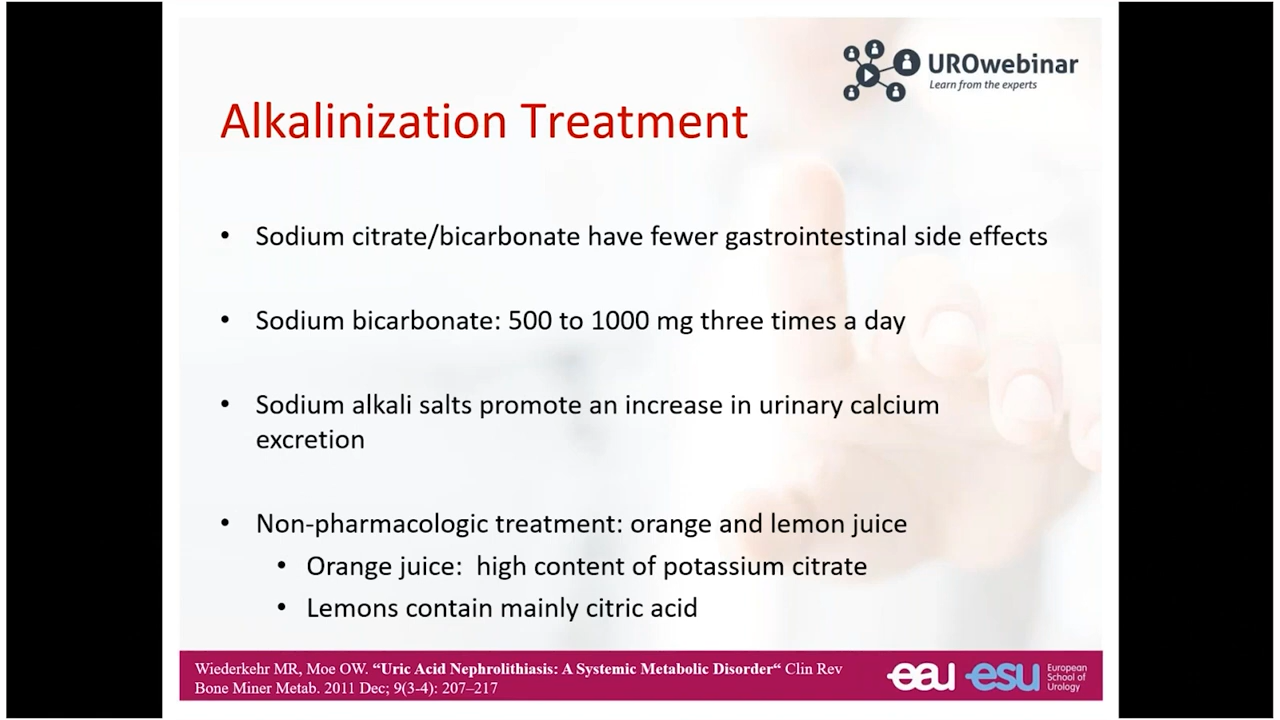 UROwebinar
Learn from the experts
Alkalinization Treatment
• Sodium citrate/bicarbonate have fewer gastrointestinal side effects
• Sodium bicarbonate: 500 to 1000 mg three times a day
• Sodium alkali salts promote an increase in urinary calcium
excretion
• Non-pharmacologic treatment: orange and lemon juice
• Orange juice:  high content of potassium citrate
• Lemons contain mainly citric acid
Wiederkehr MR, Moe OW. “Uric Acid Nephrolithiasis: A Systemic Metabolic Disorder“ Clin Rev
Bone Miner Metab. 2011 Dec; 9(3-4): 207–217
eau esu European
School of
Urology